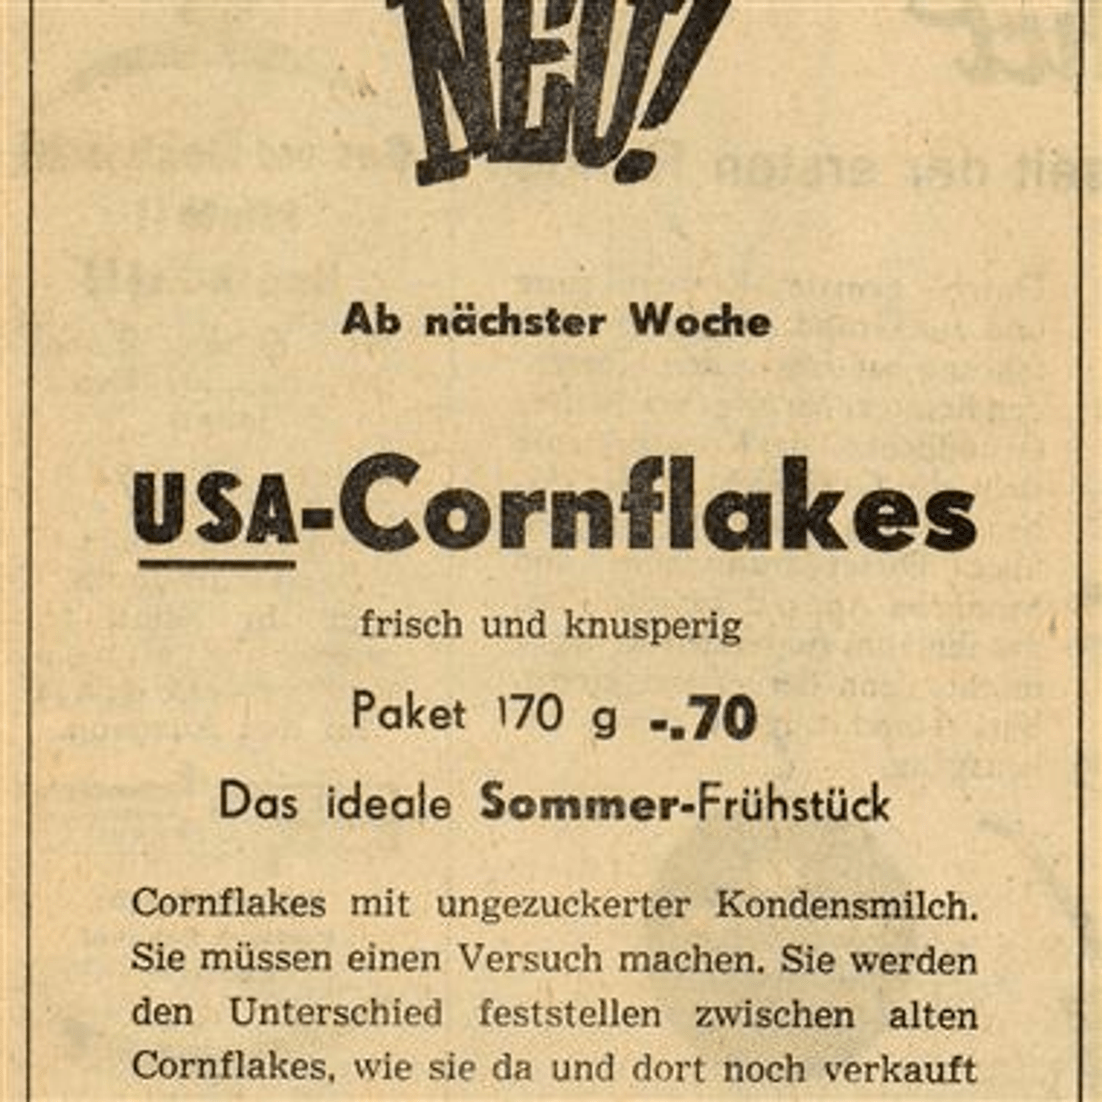 NEU!
Ab nächster Woche
USA-Cornflakes
frisch und knusperig
Paket 170 g -.70
Das ideale Sommer-Frühstück
Cornflakes mit ungezuckerter Kondensmilch.
Sie müssen einen Versuch machen. Sie werden
den Unterschied feststellen zwischen alten
Cornflakes, wie sie da und dort noch verkauft